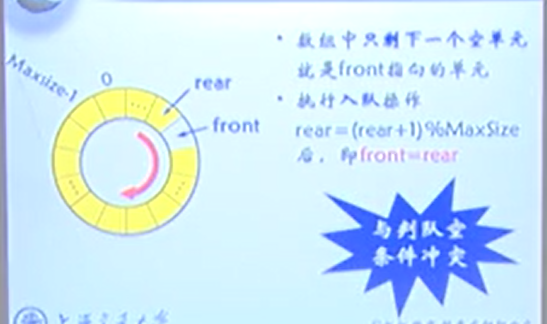 Maxsize-1
0
...
rear
front
...
...
• 数组中只剩下一个空单元
就是front指向的单元
• 执行入队操作
rear=(rear+1)%MaxSize
后，即front=rear
与判队空
条件冲突
上海交通大学